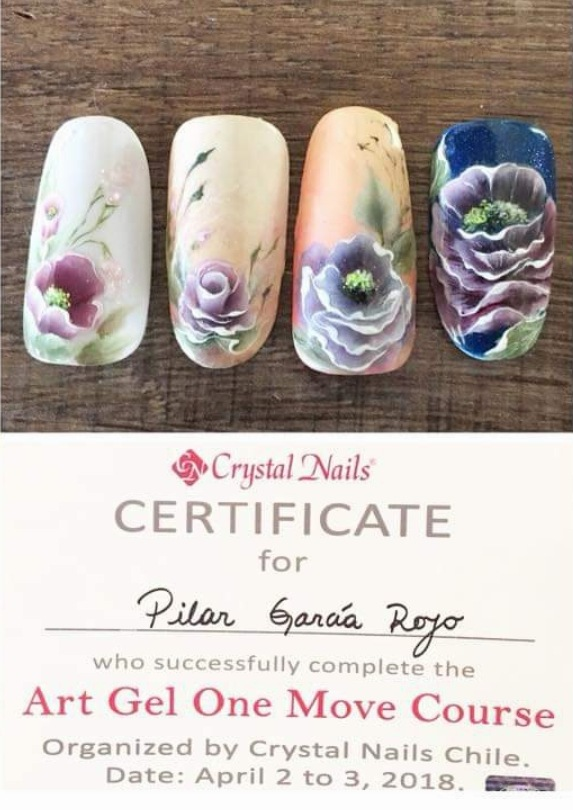 CN Crystal Nails®
CERTIFICATE
for
Pilar García Rojo
who successfully complete the
Art Gel One Move Course
Organized by Crystal Nails Chile.
Date: April 2 to 3, 2018.